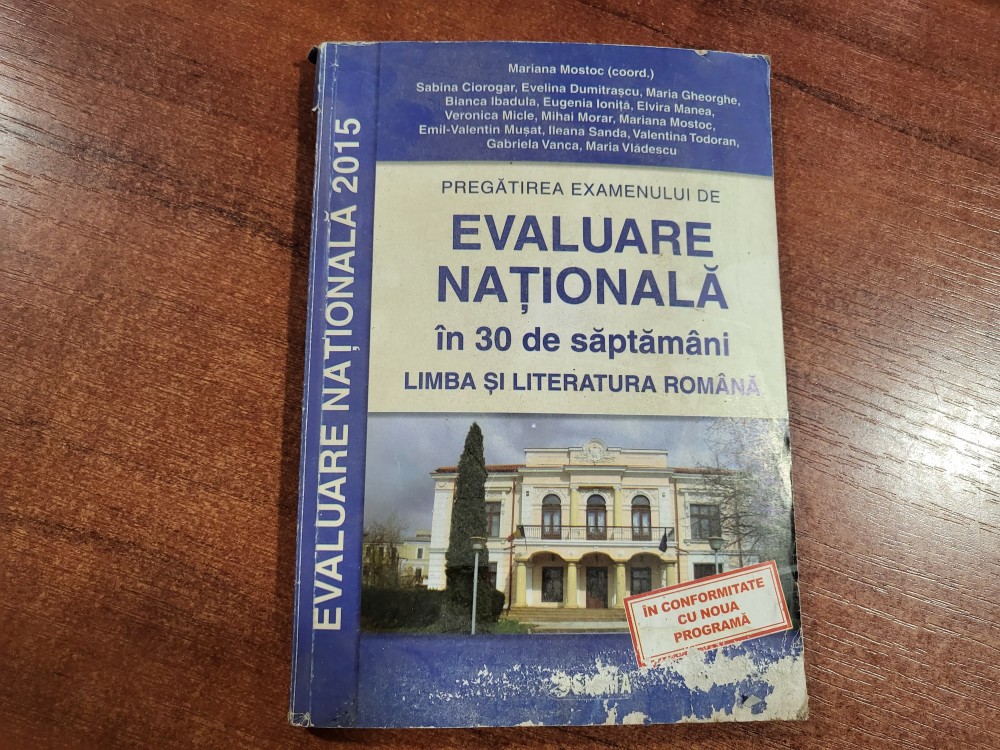 Mariana Mostoc (coord.)
Sabina Ciorogar, Evelina Dumitrașcu, Maria Gheorghe,
Bianca Ibadula, Eugenia Ioniță, Elvira Manea,
Veronica Micle, Mihai Morar, Mariana Mostoc,
Emil-Valentin Mușat, Ileana Sanda, Valentina Todoran,
Gabriela Vanca, Maria Vlădescu
PREGĂTIREA EXAMENULUI DE
EVALUARE
NAȚIONALĂ
în 30 de săptămâni
LIMBA ȘI LITERATURA ROMÂNĂ
EVALUARE NAȚIONALĂ 2015
ÎN CONFORMITATE
CU NOUA
PROGRAMĂ